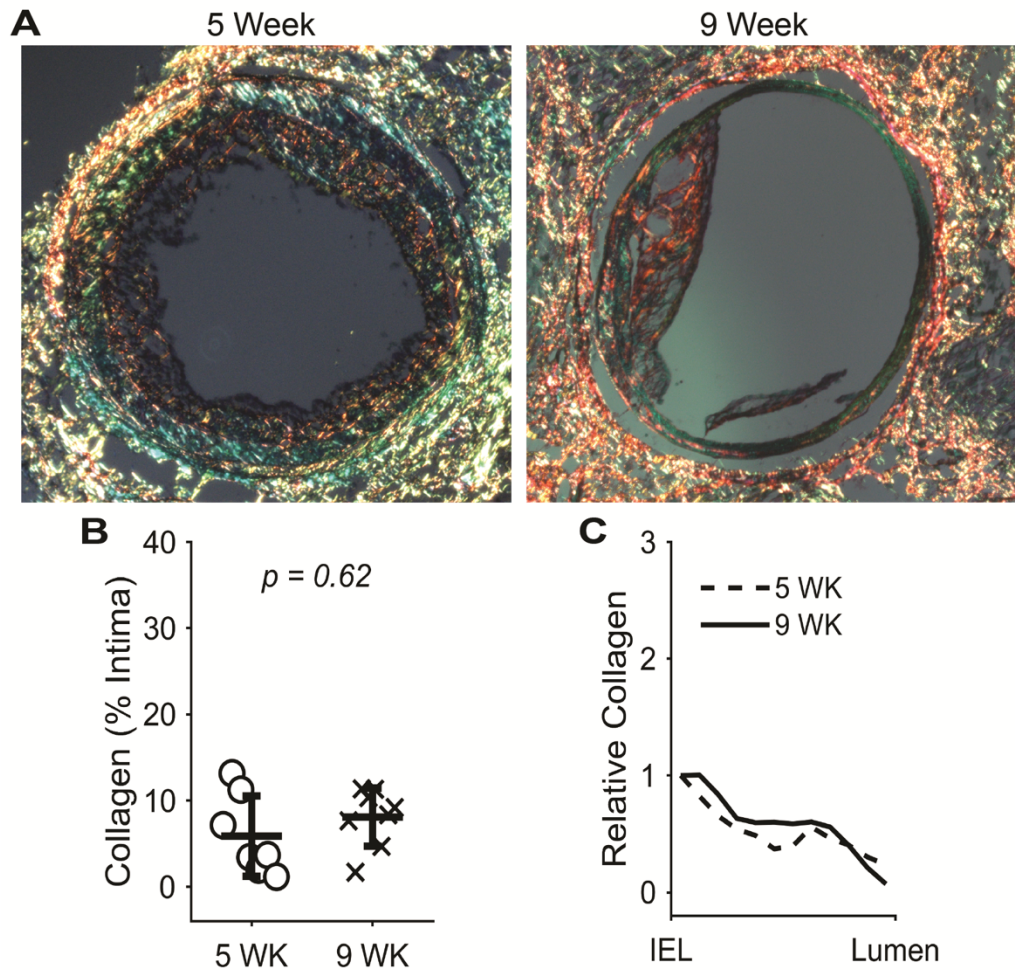 A
5 Week
9 Week
B
Collagen (% Intima)
40
30
20
10
0
p = 0.62
5 WK
9 WK
C
Relative Collagen
3
2
1
0
5 WK
9 WK
IEL
Lumen